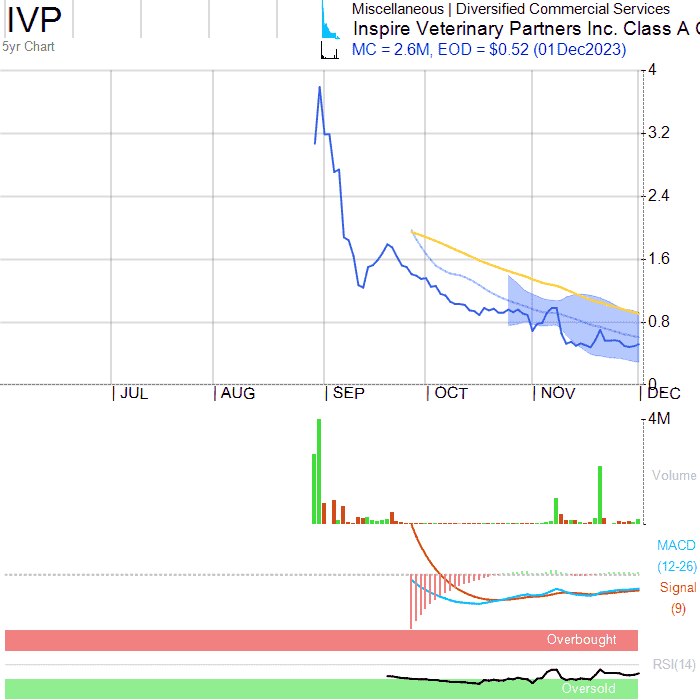 IVP
5yr Chart
Miscellaneous | Diversified Commercial Services
Inspire Veterinary Partners Inc. Class A
MC = 2.6M, EOD = $0.52 (01Dec2023)
4
3.2
2.4
1.6
0.8
0
JUL AUG SEP OCT NOV DEC
4M
Volume
MACD
(12-26)
Signal
(9)
Overbought
RSI(14)
Oversold